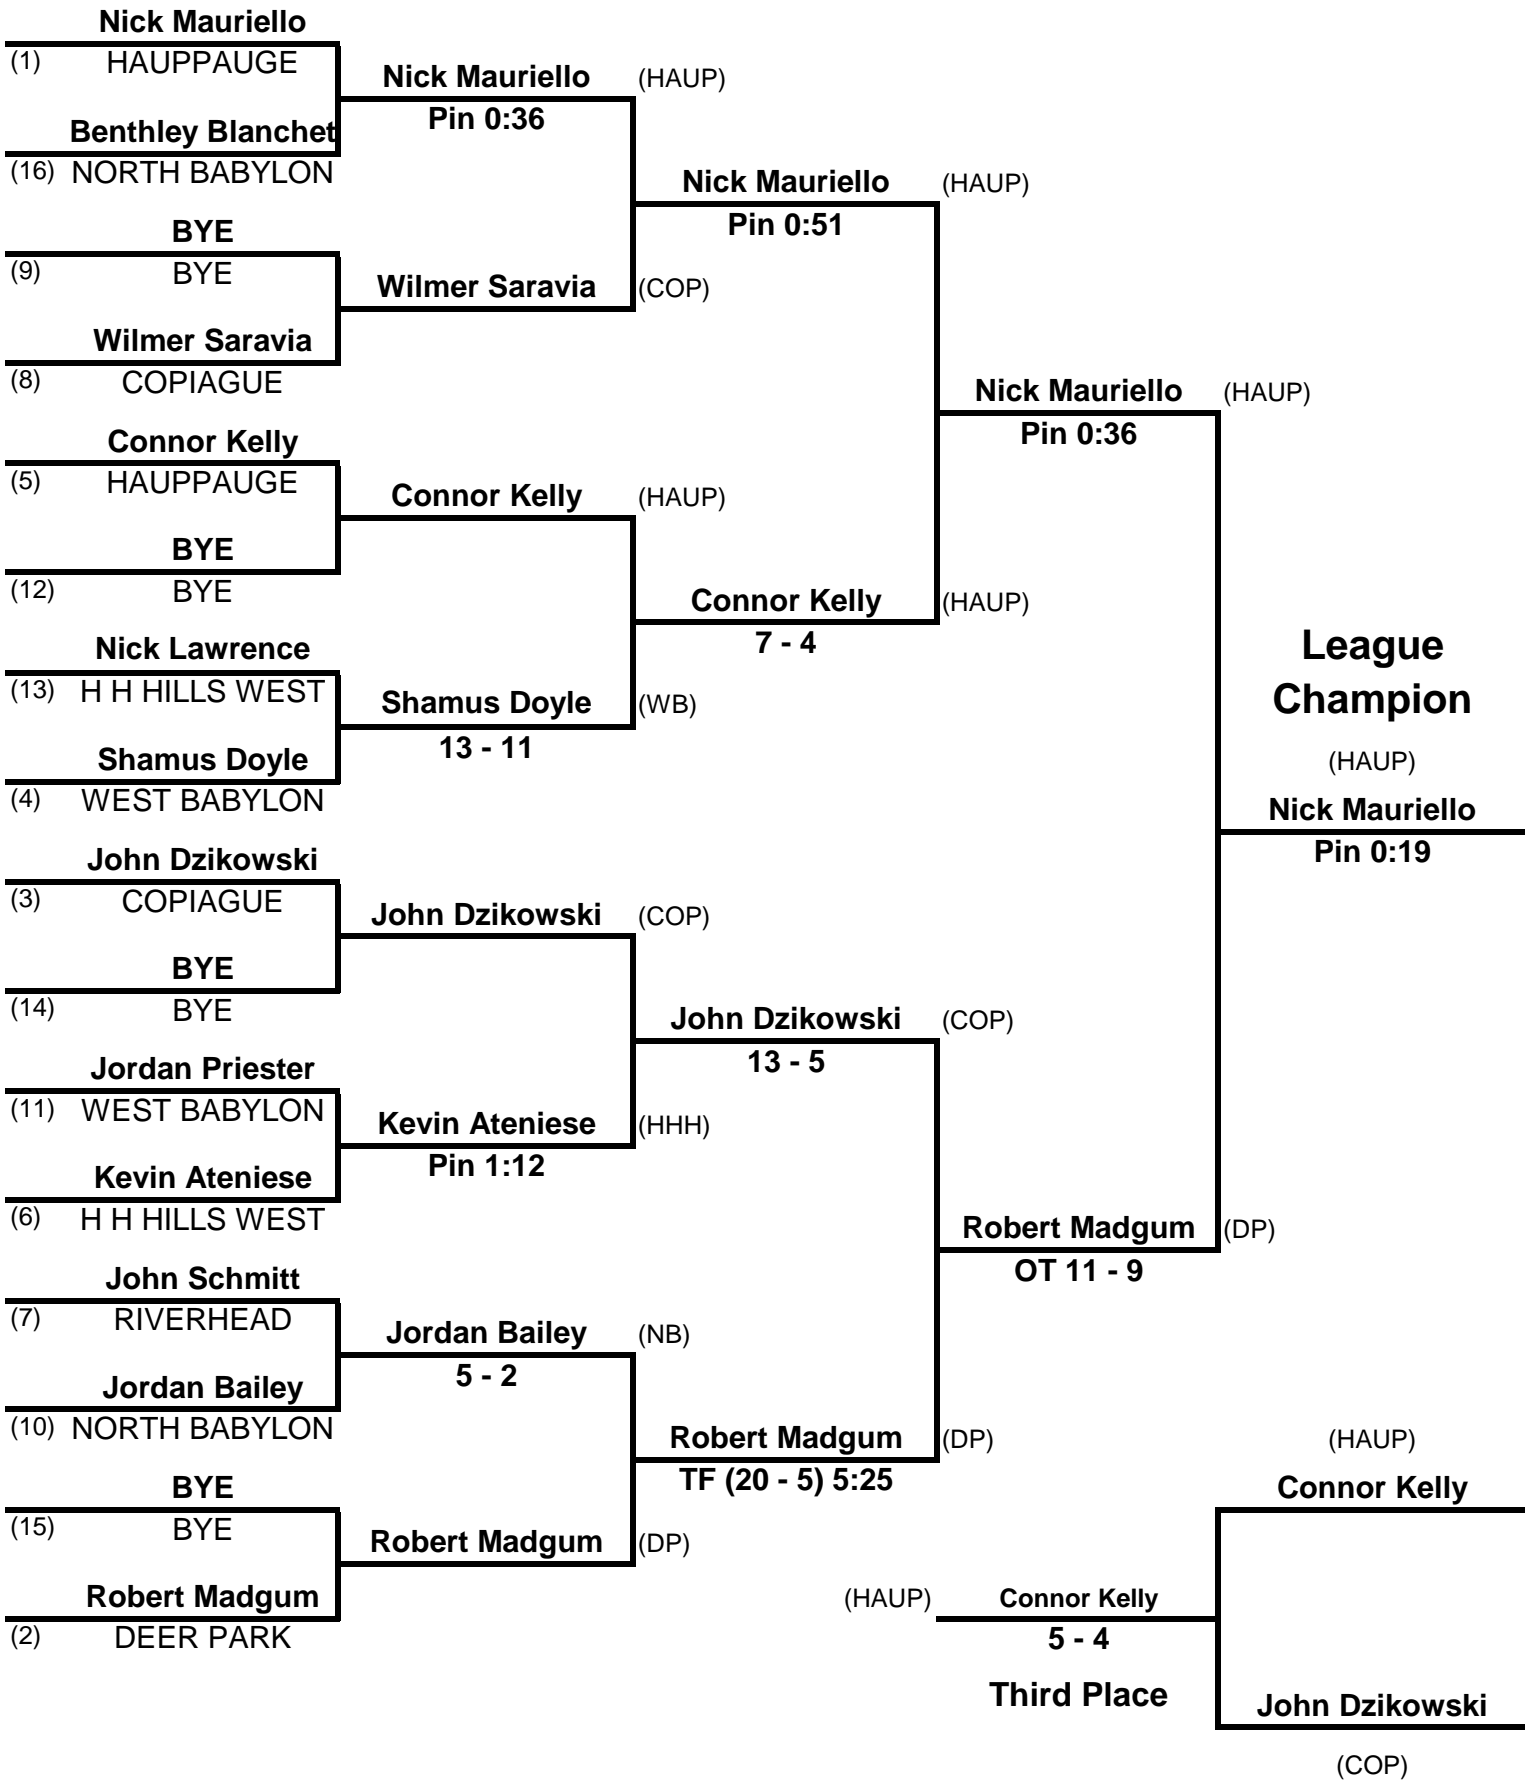 Nick Mauriello
(1) HAUPPAUGE
Nick Mauriello (HAUP)
Pin 0:36
Benthley Blanchet
(16) NORTH BABYLON
Nick Mauriello (HAUP)
Pin 0:51
BYE
(9) BYE
Wilmer Saravia (COP)
Wilmer Saravia
(8) COPIAGUE
Nick Mauriello (HAUP)
Pin 0:36
Connor Kelly
(5) HAUPPAUGE
Connor Kelly (HAUP)
BYE
(12) BYE
Connor Kelly (HAUP)
7 - 4
Nick Lawrence
(13) H H HILLS WEST
Shamus Doyle (WB)
13 - 11
Shamus Doyle
(4) WEST BABYLON
League
Champion
(HAUP)
Nick Mauriello
Pin 0:19
John Dzikowski
(3) COPIAGUE
John Dzikowski (COP)
BYE
(14) BYE
John Dzikowski (COP)
13 - 5
Jordan Priester
(11) WEST BABYLON
Kevin Ateniese (HHH)
Pin 1:12
Kevin Ateniese
(6) H H HILLS WEST
Robert Madgum (DP)
OT 11 - 9
John Schmitt
(7) RIVERHEAD
Jordan Bailey (NB)
5 - 2
Jordan Bailey
(10) NORTH BABYLON
Robert Madgum (DP)
TF (20 - 5) 5:25
BYE
(15) BYE
Robert Madgum (DP)
Robert Madgum
(2) DEER PARK
(HAUP)
Connor Kelly
(HAUP) Connor Kelly
5 - 4
Third Place
John Dzikowski
(COP)